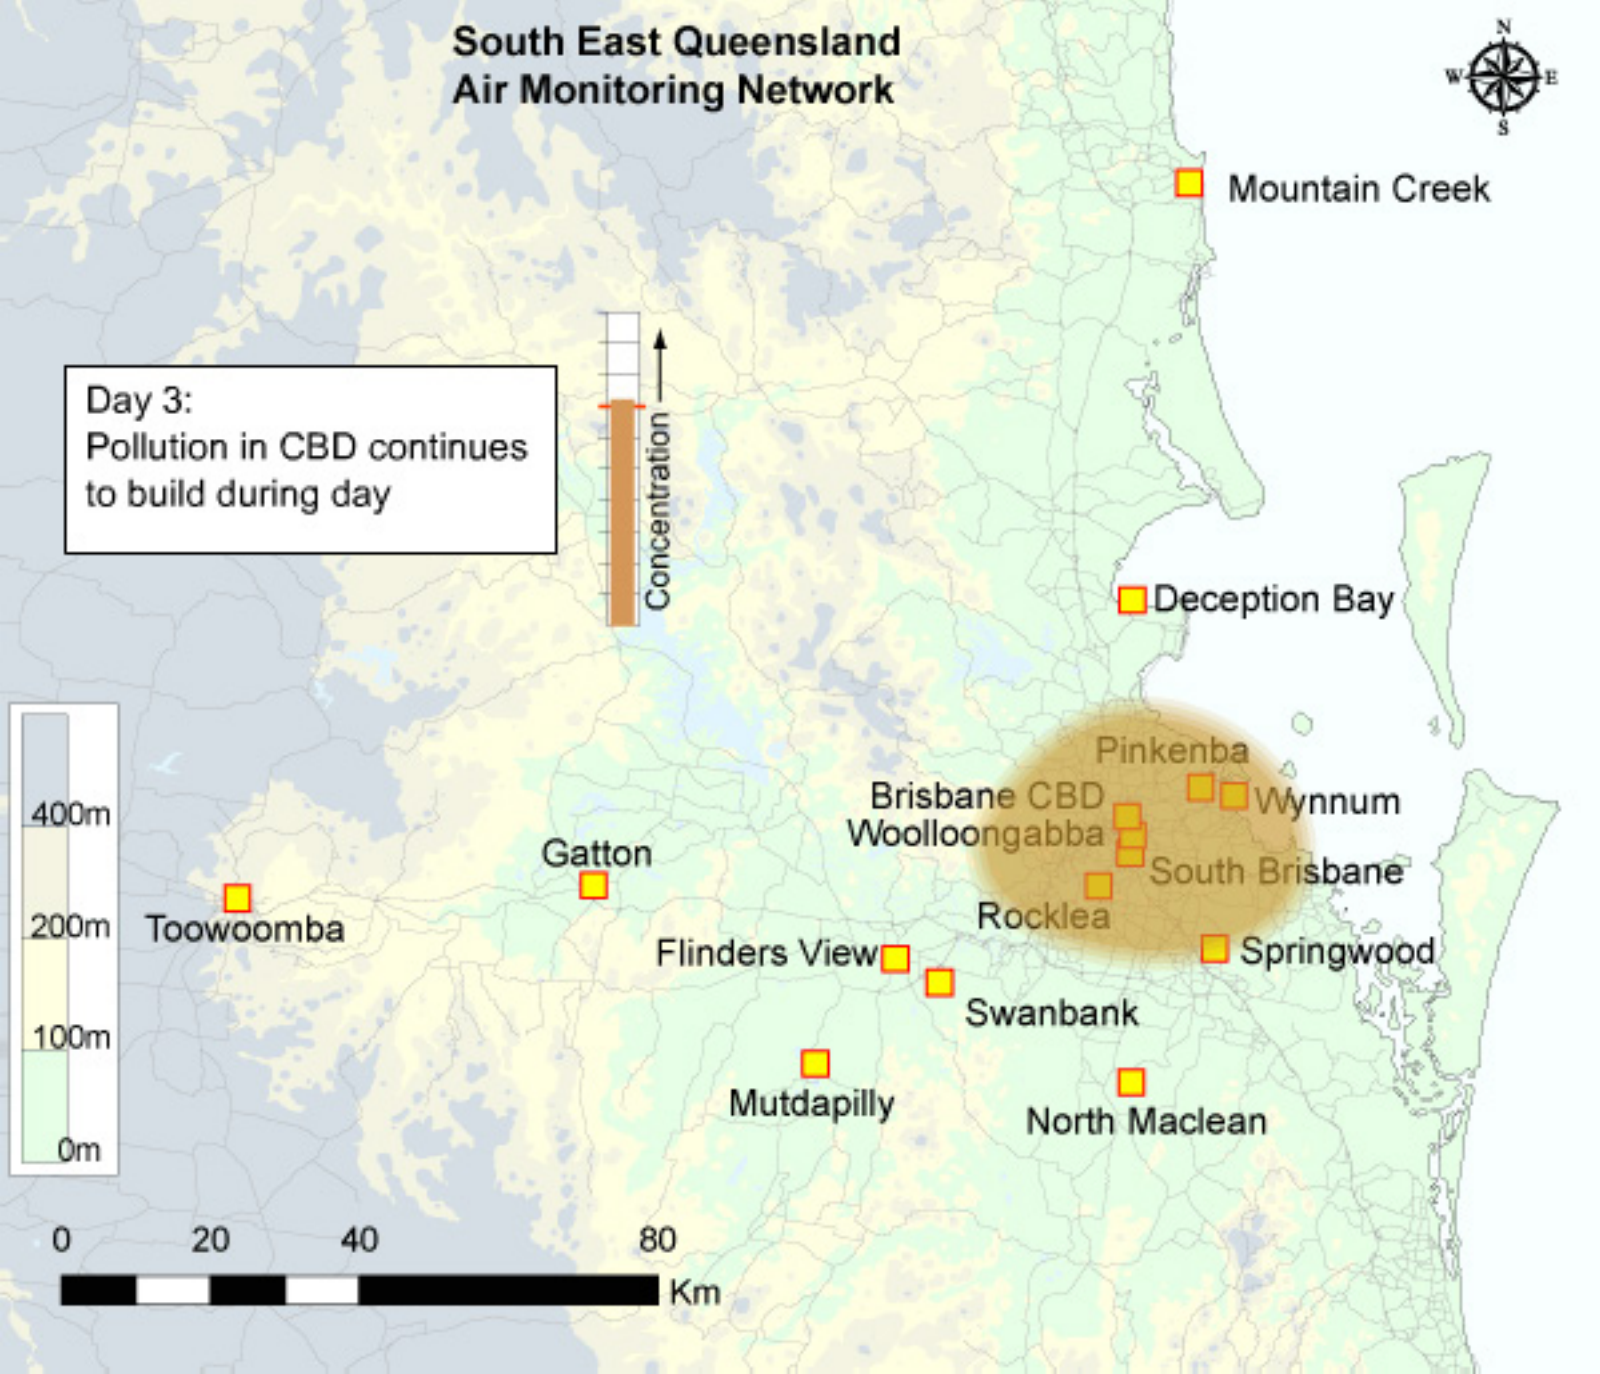 South East Queensland
Air Monitoring Network
N
W
E
S
Mountain Creek
Day 3:
Pollution in CBD continues
to build during day
Concentration
Deception Bay
Pinkenba
Brisbane CBD
Wynnum
Woolloongabba
South Brisbane
Gatton
Rocklea
Toowoomba
Flinders View
Springwood
Swanbank
Mutdapilly
North Maclean
400m
200m
100m
0m
0 20 40 80
Km